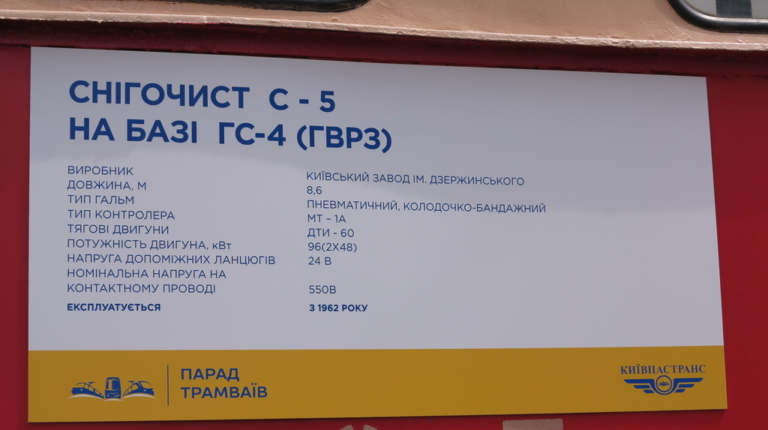 СНІГОЧИСТ С - 5
НА БАЗІ ГС-4 (ГВРЗ)
ВИРОБНИК КИЇВСЬКИЙ ЗАВОД ІМ. ДЗЕРЖИНСЬКОГО
ДОВЖИНА, М 8,6
ТИП ГАЛЬМ ПНЕВМАТИЧНИЙ, КОЛОДОЧКО-БАНДАЖНИЙ
ТИП КОНТРОЛЕРА МТ – 1А
ТЯГОВІ ДВИГУНИ ДТИ - 60
ПОТУЖНІСТЬ ДВИГУНА, кВт 96(2Х48)
НАПРУГА ДОПОМІЖНИХ ЛАНЦЮГІВ 24 В
НОМІНАЛЬНА НАПРУГА НА
КОНТАКТНОМУ ПРОВОДІ 550В
ЕКСПЛУАТУЄТЬСЯ З 1962 РОКУ
ПАРАД
ТРАМВАЇВ
КИЇВПАСТРАНС